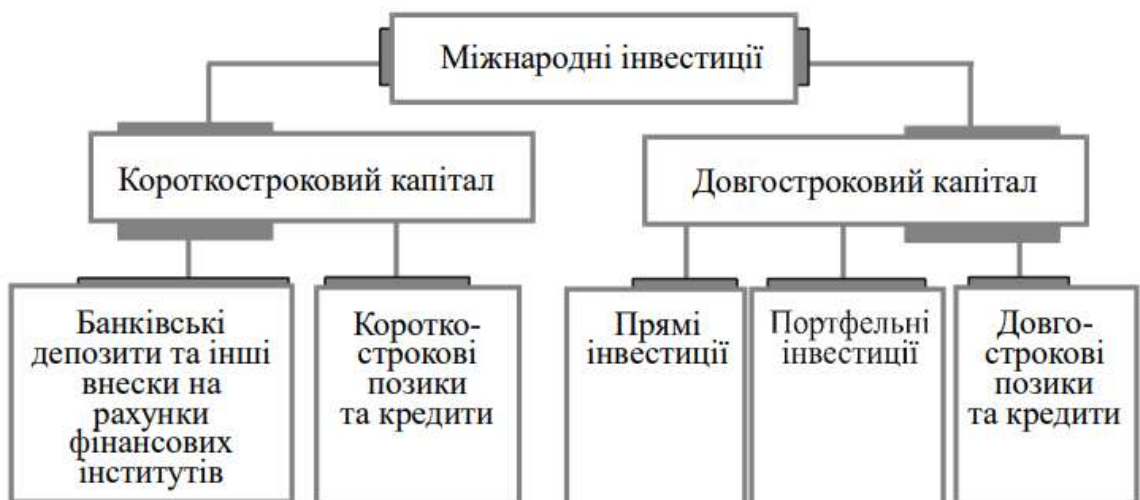 Міжнародні інвестиції
Короткостроковий капітал
Довгостроковий капітал
Банківські
депозити та інші
внески на
рахунки
фінансових
інститутів
Коротко-
строкові
позики
та кредити
Прямі
інвестиції
Портфельні
інвестиції
Довго-
строкові
позики
та кредити